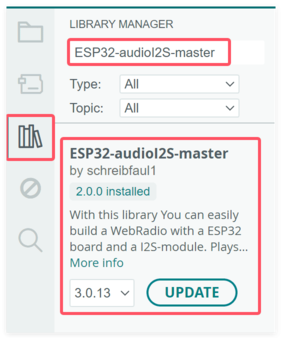 LIBRARY MANAGER
ESP32-audioI2S-master
Type: All
Topic: All
ESP32-audioI2S-master
by schreibfaul1
2.0.0 installed
With this library You can easily
build a WebRadio with a ESP32
board and a I2S-module. Plays...
More info
3.0.13 UPDATE